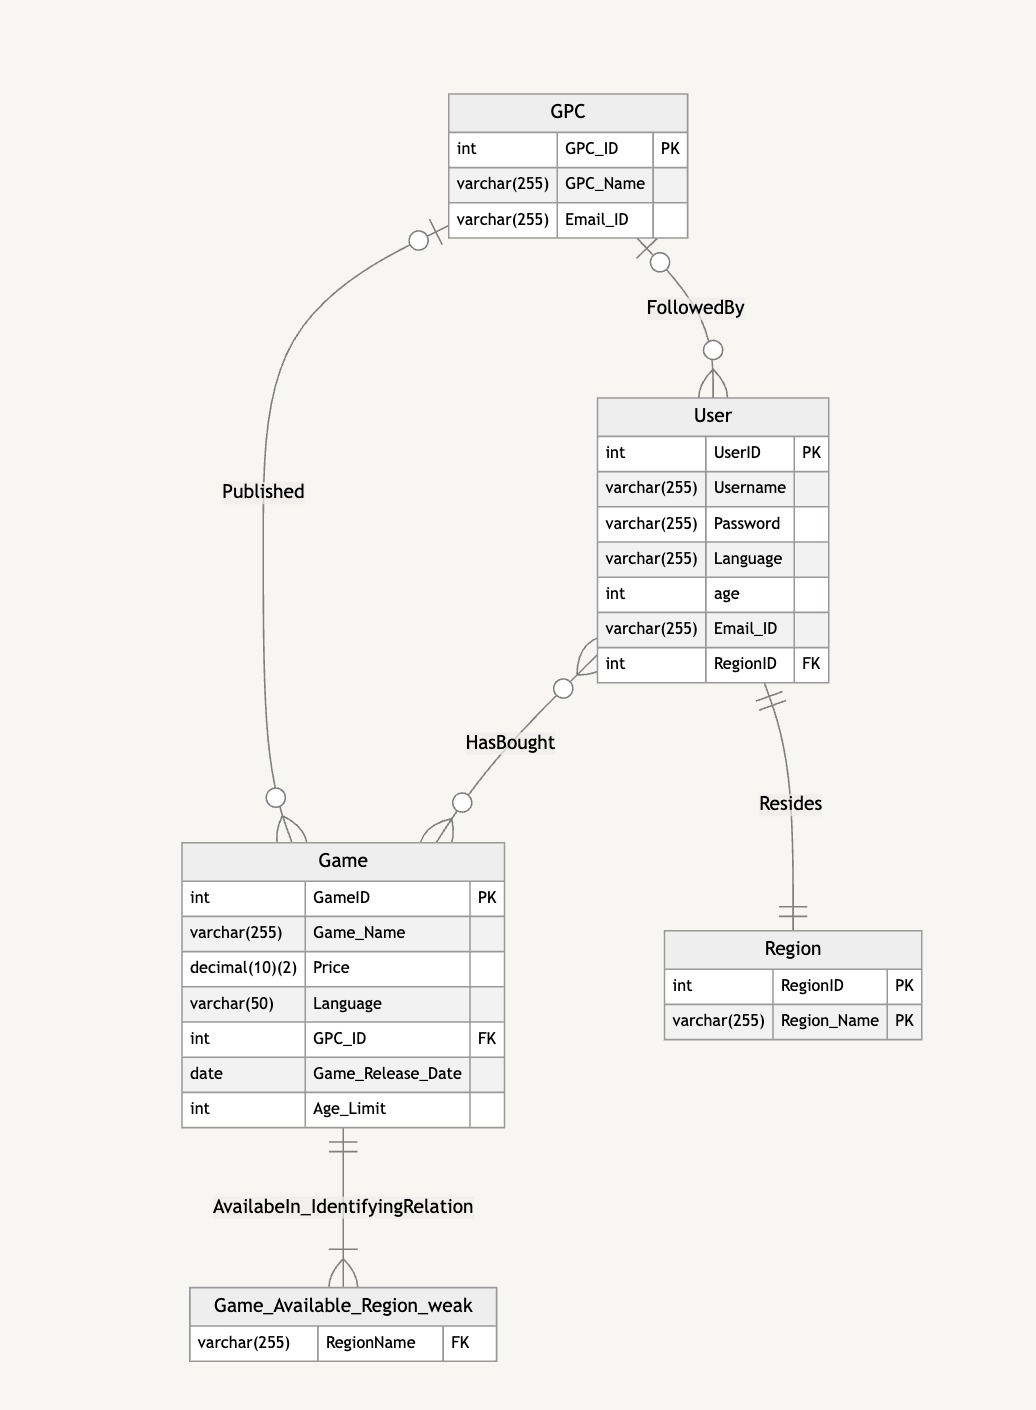 GPC
int GPC_ID PK
varchar(255) GPC_Name
varchar(255) Email_ID
FollowedBy
User
int UserID PK
varchar(255) Username
varchar(255) Password
varchar(255) Language
int age
varchar(255) Email_ID
int RegionID FK
Published
HasBought
Resides
Game
int GameID PK
varchar(255) Game_Name
decimal(10)(2) Price
varchar(50) Language
int GPC_ID FK
date Game_Release_Date
int Age_Limit
Region
int RegionID PK
varchar(255) Region_Name PK
AvailabeIn_IdentifyingRelation
Game_Available_Region_weak
varchar(255) RegionName FK